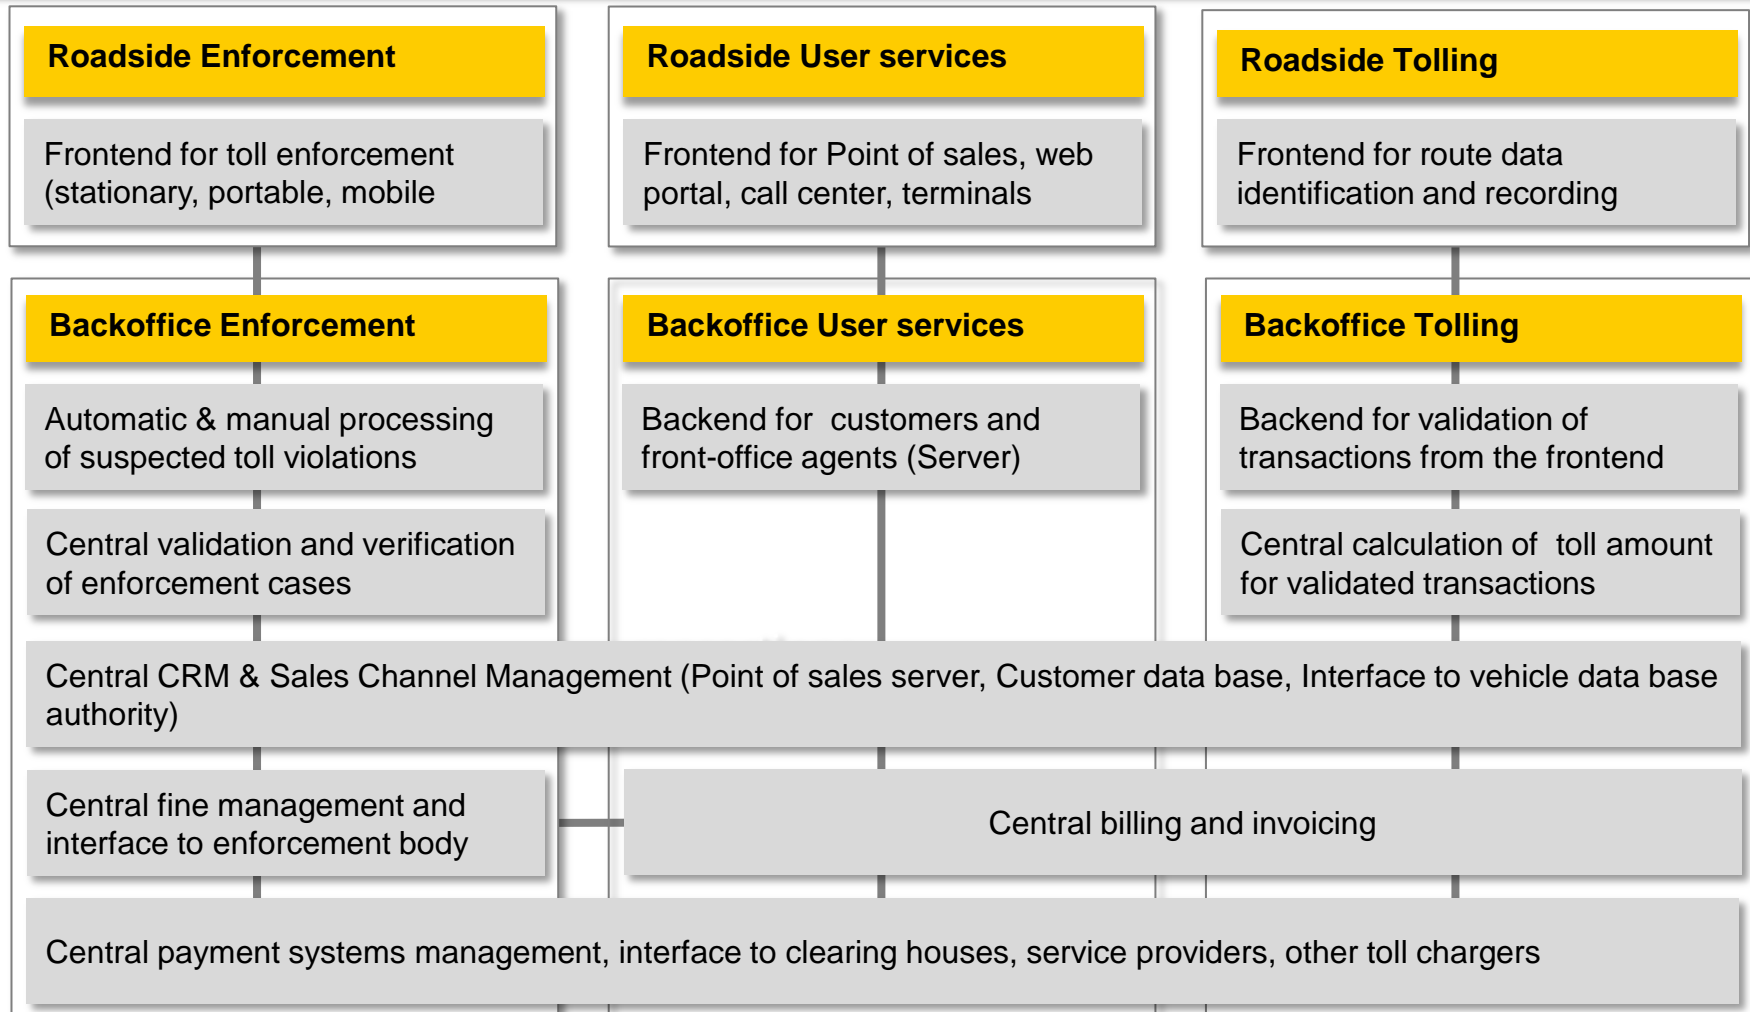 Roadside Enforcement
Frontend for toll enforcement
(stationary, portable, mobile
Roadside User services
Frontend for Point of sales, web
portal, call center, terminals
Roadside Tolling
Frontend for route data
identification and recording
Backoffice Enforcement
Automatic & manual processing
of suspected toll violations
Central validation and verification
of enforcement cases
Backoffice User services
Backend for  customers and
front-office agents (Server)
Backoffice Tolling
Backend for validation of
transactions from the frontend
Central calculation of  toll amount
for validated transactions
Central CRM & Sales Channel Management (Point of sales server, Customer data base, Interface to vehicle data base
authority)
Central fine management and
interface to enforcement body
Central billing and invoicing
Central payment systems management, interface to clearing houses, service providers, other toll chargers